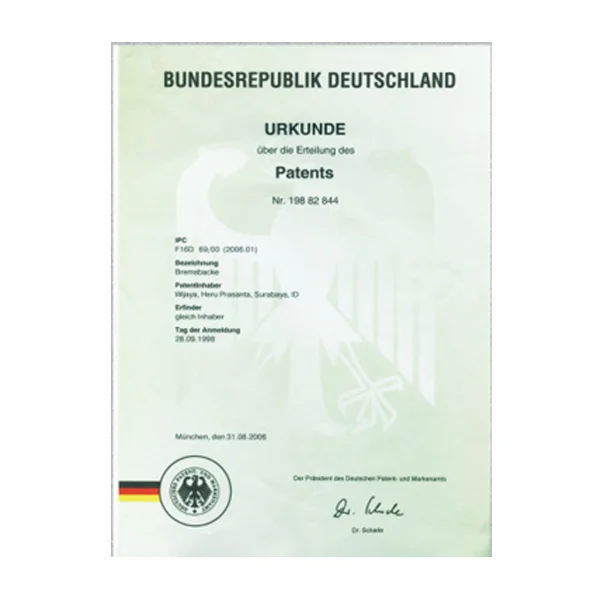 BUNDESREPUBLIK DEUTSCHLAND
URKUNDE
über die Erteilung des
Patents
Nr. 198 82 844
IPC
F16D 69/00 (2006.01)
Bezeichnung
Bremsbacke
Patentinhaber
Wijaya, Heru Prasanta, Surabaya, ID
Erfinder
gleich Inhaber
Tag der Anmeldung
28.09.1998
München, den 31.08.2006
DEUTSCHES PATENT- UND MARKENAMT
Der Präsident des Deutschen Patent- und Markenamts
Dr. Schade
Dr. Schade